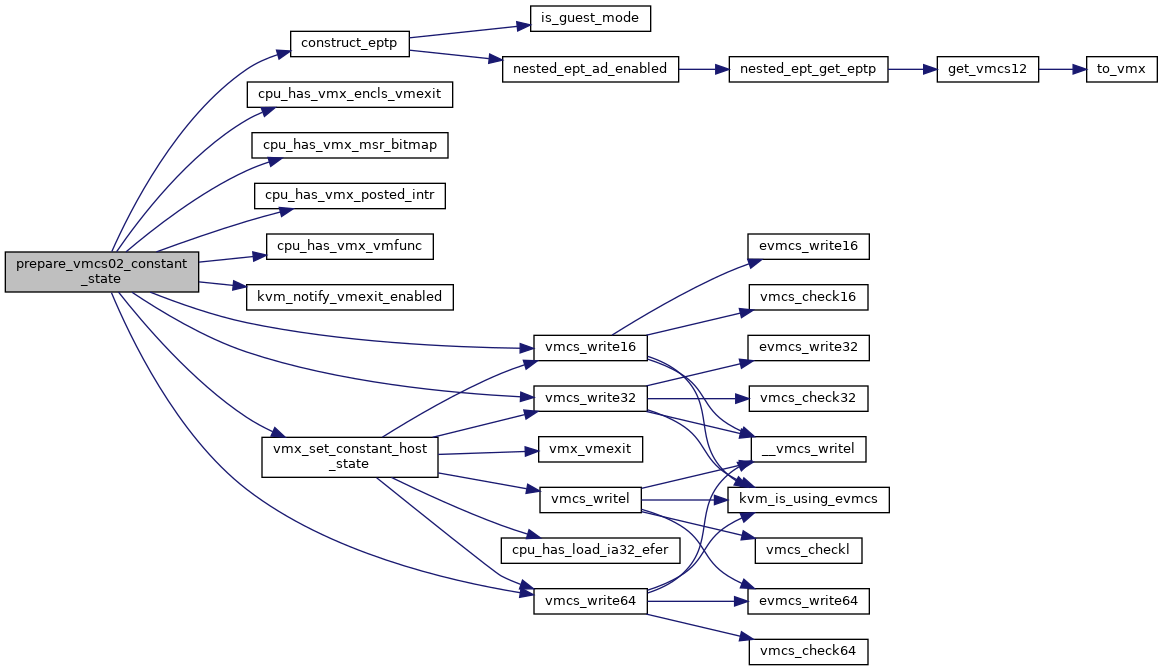 is_guest_mode
construct_eptp
nested_ept_ad_enabled
nested_ept_get_eptp
get_vmcs12
to_vmx
cpu_has_vmx_encls_vmexit
cpu_has_vmx_msr_bitmap
cpu_has_vmx_posted_intr
cpu_has_vmx_vmfunc
evmcs_write16
prepare_vmcs02_constant
_state
kvm_notify_vmexit_enabled
vmcs_check16
vmcs_write16
evmcs_write32
vmcs_write32
vmcs_check32
vmx_set_constant_host
_state
vmx_vmexit
__vmcs_writel
vmcs_writel
kvm_is_using_evmcs
cpu_has_load_ia32_efer
vmcs_checkl
vmcs_write64
evmcs_write64
vmcs_check64